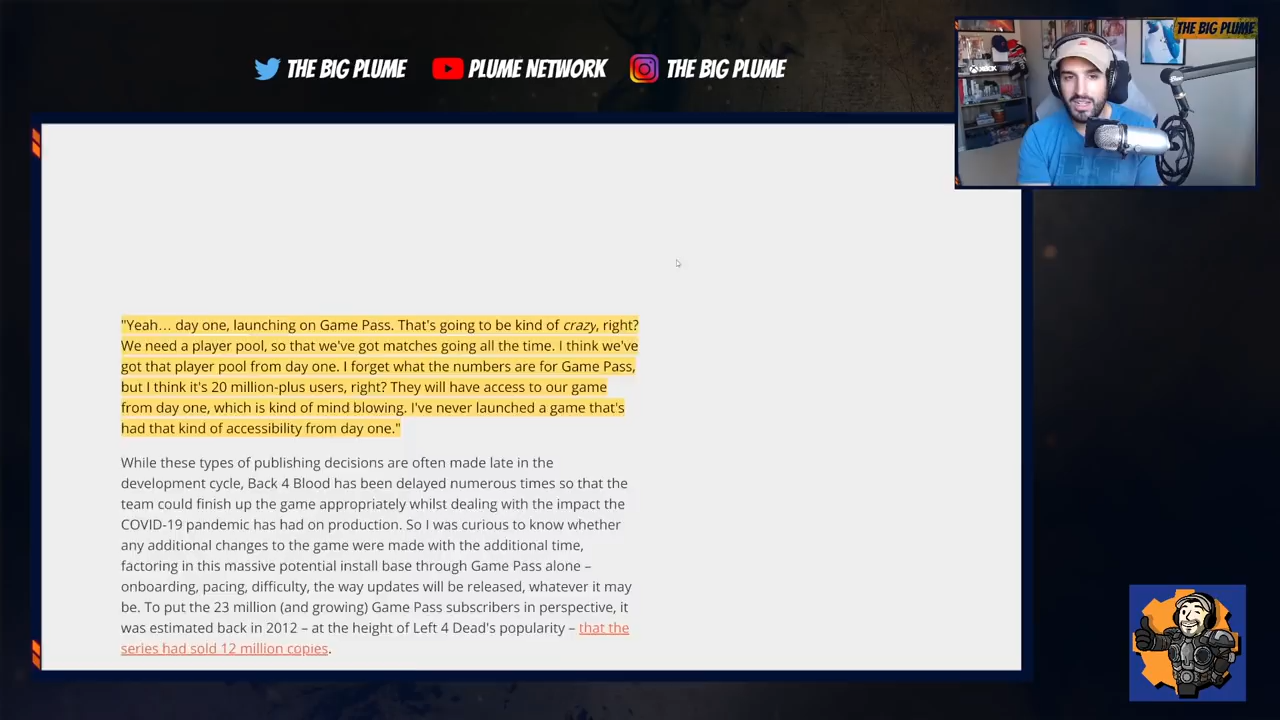 THE BIG PLUME
THE BIG PLUME
PLUME NETWORK
THE BIG PLUME
XBOX
"Yeah… day one, launching on Game Pass. That's going to be kind of crazy, right?
We need a player pool, so that we've got matches going all the time. I think we've
got that player pool from day one. I forget what the numbers are for Game Pass,
but I think it's 20 million-plus users, right? They will have access to our game
from day one, which is kind of mind blowing. I've never launched a game that's
had that kind of accessibility from day one."
While these types of publishing decisions are often made late in the
development cycle, Back 4 Blood has been delayed numerous times so that the
team could finish up the game appropriately whilst dealing with the impact the
COVID-19 pandemic has had on production. So I was curious to know whether
any additional changes to the game were made with the additional time,
factoring in this massive potential install base through Game Pass alone –
onboarding, pacing, difficulty, the way updates will be released, whatever it may
be. To put the 23 million (and growing) Game Pass subscribers in perspective, it
was estimated back in 2012 – at the height of Left 4 Dead's popularity – that the
series had sold 12 million copies.